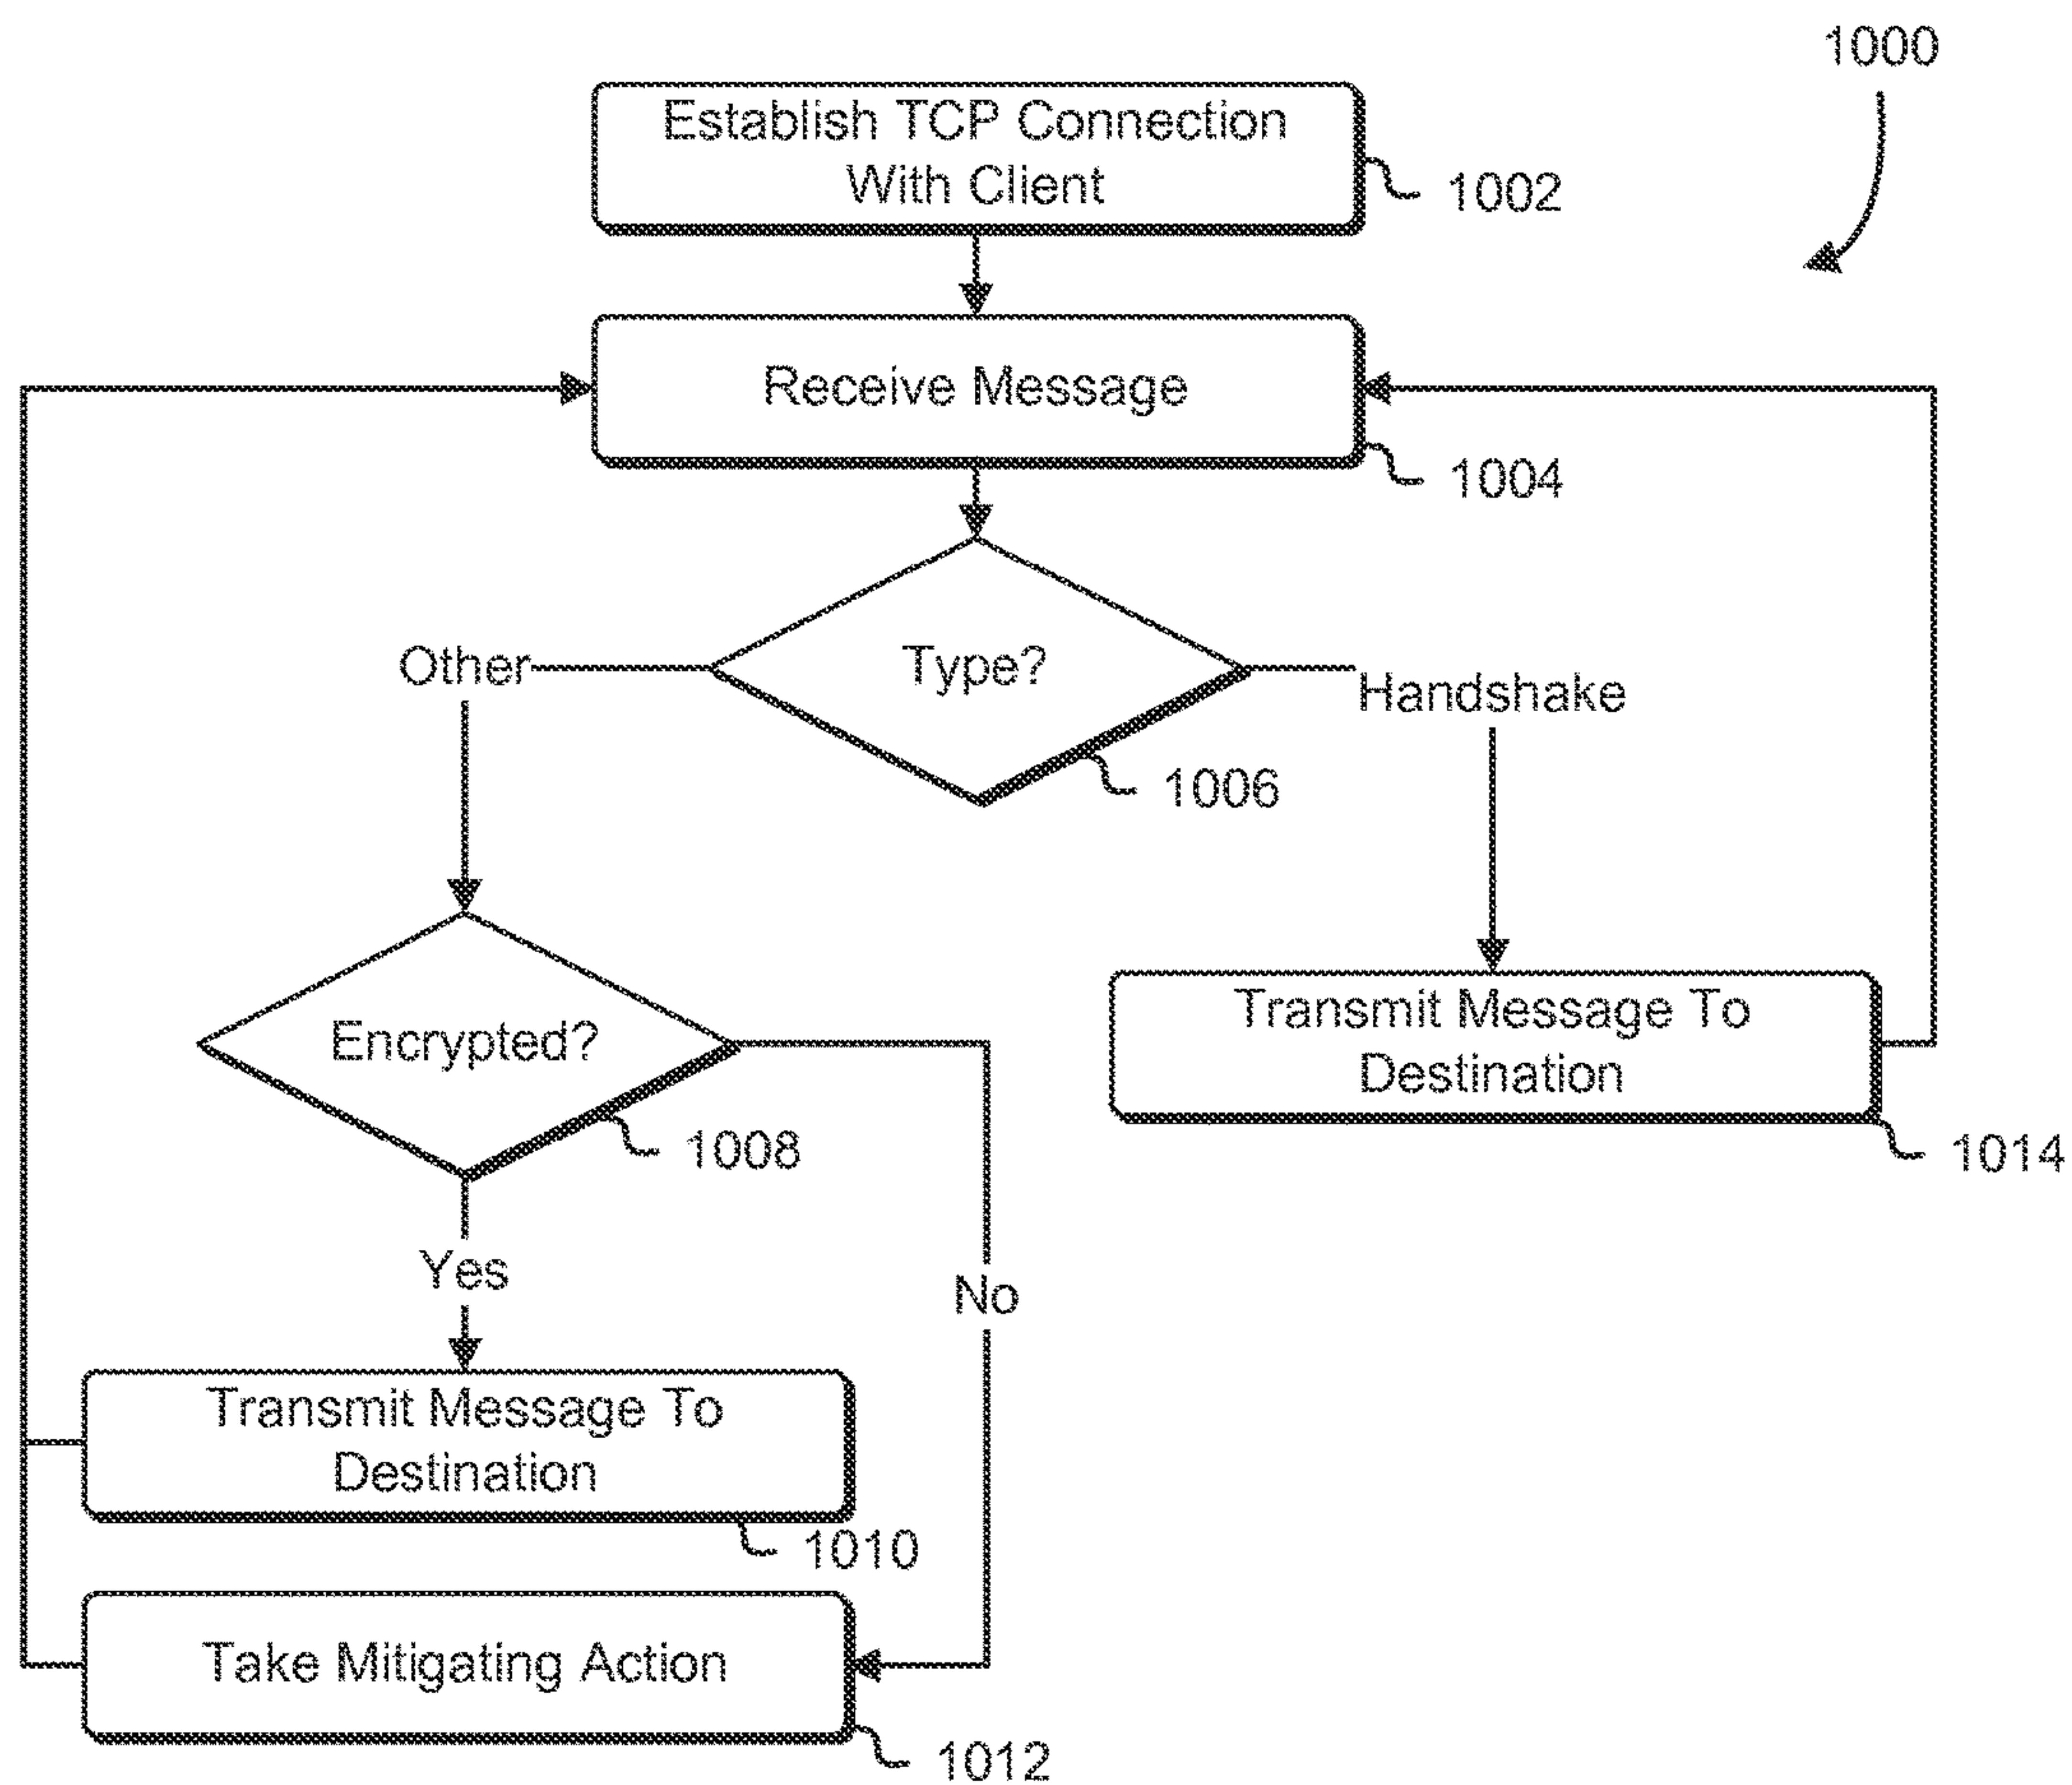 1000
Establish TCP Connection
With Client
1002
Receive Message
1004
Type?
Other
Handshake
1006
Encrypted?
1008
Transmit Message To
Destination
1014
Yes
No
Transmit Message To
Destination
1010
Take Mitigating Action
1012